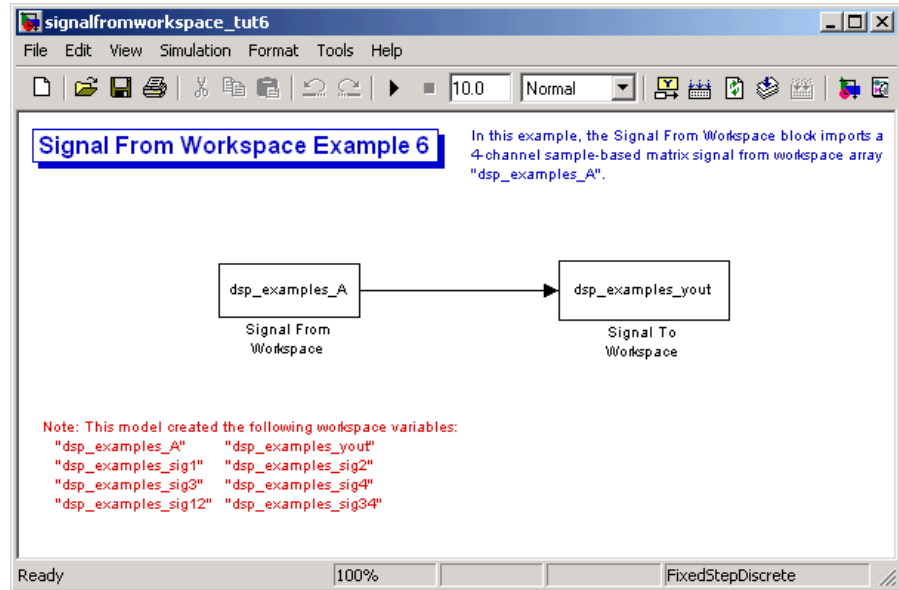 signalfromworkspace_tut6
File Edit View Simulation Format Tools Help
10.0 Normal
Signal From Workspace Example 6
In this example, the Signal From Workspace block imports a
4-channel sample-based matrix signal from workspace array
"dsp_examples_A".
dsp_examples_A
dsp_examples_yout
Signal From
Workspace
Signal To
Workspace
Note: This model created the following workspace variables:
"dsp_examples_A" "dsp_examples_yout"
"dsp_examples_sig1" "dsp_examples_sig2"
"dsp_examples_sig3" "dsp_examples_sig4"
"dsp_examples_sig12" "dsp_examples_sig34"
Ready 100% FixedStepDiscrete